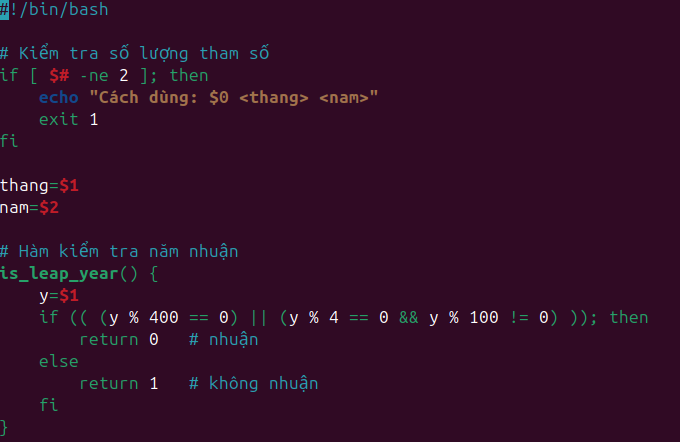 #!/bin/bash

# Kiểm tra số lượng tham số
if [ $# -ne 2 ]; then
    echo "Cách dùng: $0 <thang> <nam>"
    exit 1
fi

thang=$1
nam=$2

# Hàm kiểm tra năm nhuận
is_leap_year() {
    y=$1
    if (( (y % 400 == 0) || (y % 4 == 0 && y % 100 != 0) )); then
        return 0   # nhuận
    else
        return 1   # không nhuận
    fi
}